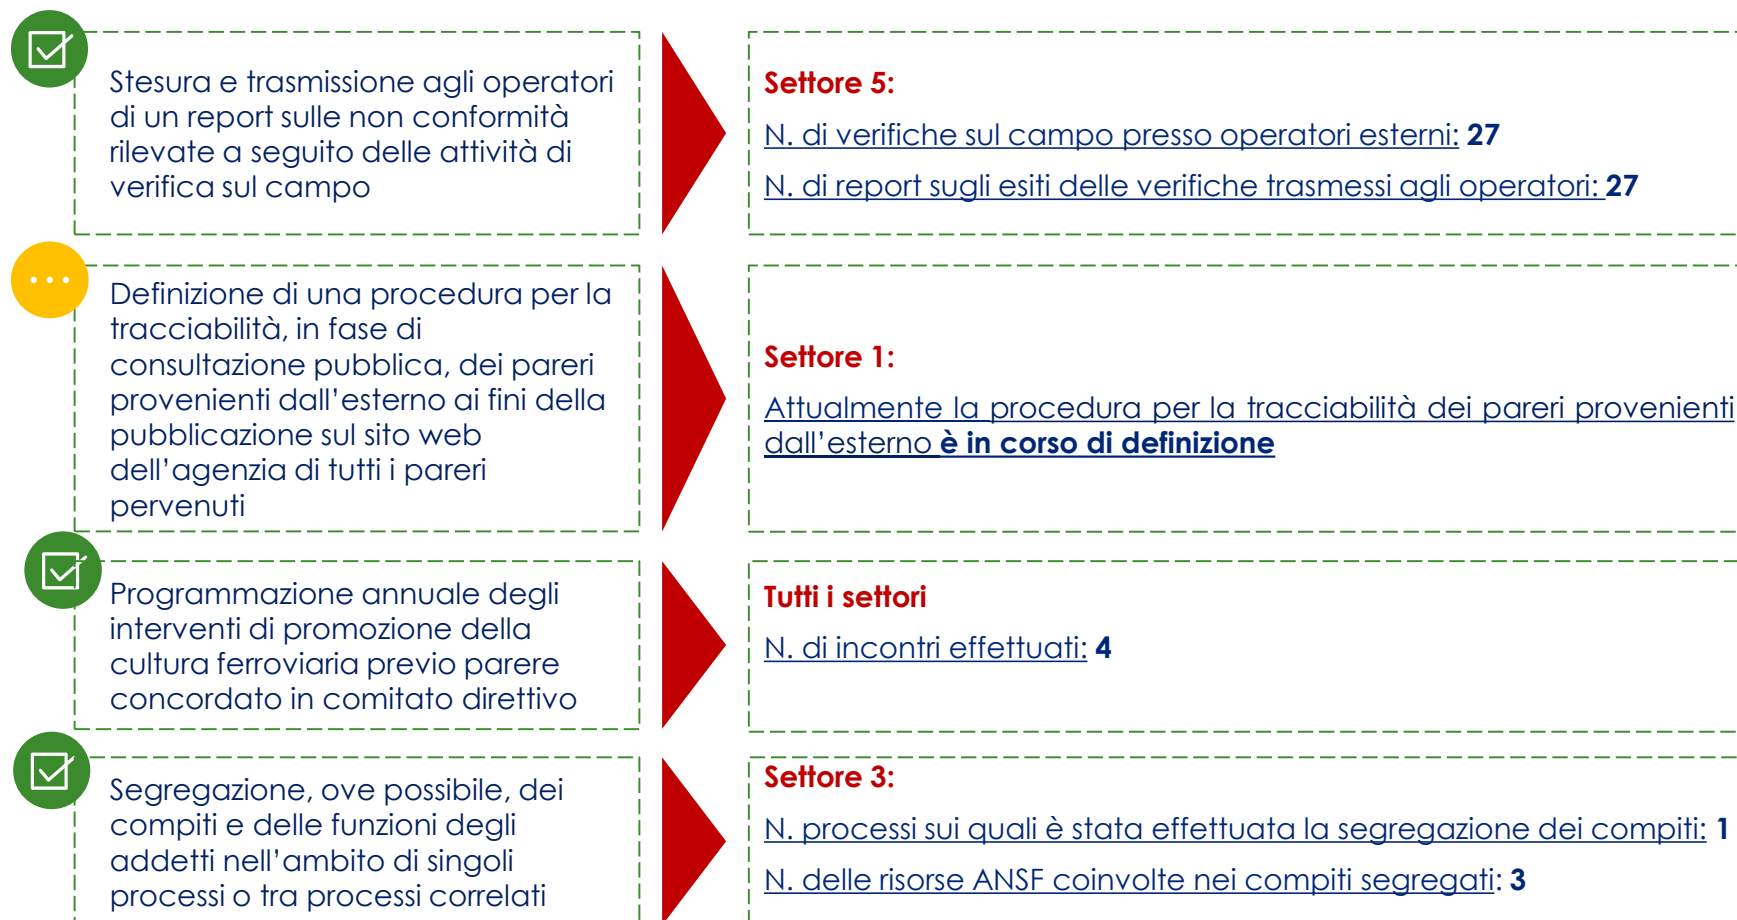 Stesura e trasmissione agli operatori
di un report sulle non conformità
rilevate a seguito delle attività di
verifica sul campo
Settore 5:
N. di verifiche sul campo presso operatori esterni: 27
N. di report sugli esiti delle verifiche trasmessi agli operatori: 27
Definizione di una procedura per la
tracciabilità, in fase di
consultazione pubblica, dei pareri
provenienti dall’esterno ai fini della
pubblicazione sul sito web
dell’agenzia di tutti i pareri
pervenuti
Settore 1:
Attualmente la procedura per la tracciabilità dei pareri provenienti
dall’esterno è in corso di definizione
Programmazione annuale degli
interventi di promozione della
cultura ferroviaria previo parere
concordato in comitato direttivo
Tutti i settori
N. di incontri effettuati: 4
Segregazione, ove possibile, dei
compiti e delle funzioni degli
addetti nell’ambito di singoli
processi o tra processi correlati
Settore 3:
N. processi sui quali è stata effettuata la segregazione dei compiti: 1
N. delle risorse ANSF coinvolte nei compiti segregati: 3